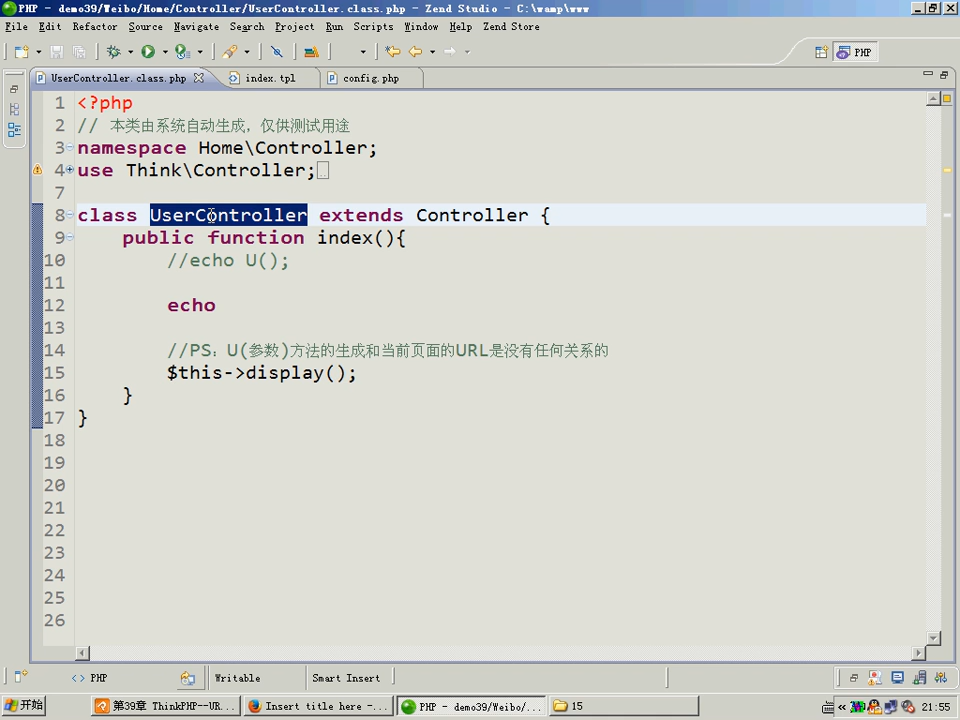 PHP - demo39/Weibo/Home/Controller/UserController.class.php - Zend Studio - C:\wamp\www
File Edit Refactor Source Navigate Search Project Run Scripts Window Help Zend Store
PHP
UserController.class.php index.tpl config.php
1 <?php
2 // 本类由系统自动生成，仅供测试用途
3 namespace Home\Controller;
4 use Think\Controller;
7
8 class UserController extends Controller {
9 public function index(){
10 //echo U();
11
12 echo
13
14 //PS：U(参数)方法的生成和当前页面的URL是没有任何关系的
15 $this->display();
16 }
17 }
18
19
20
21
22
23
24
25
26
<> PHP Writable Smart Insert
开始 第39章 ThinkPHP--UR... Insert title here -... PHP - demo39/Weibo/... 15 « 21:55